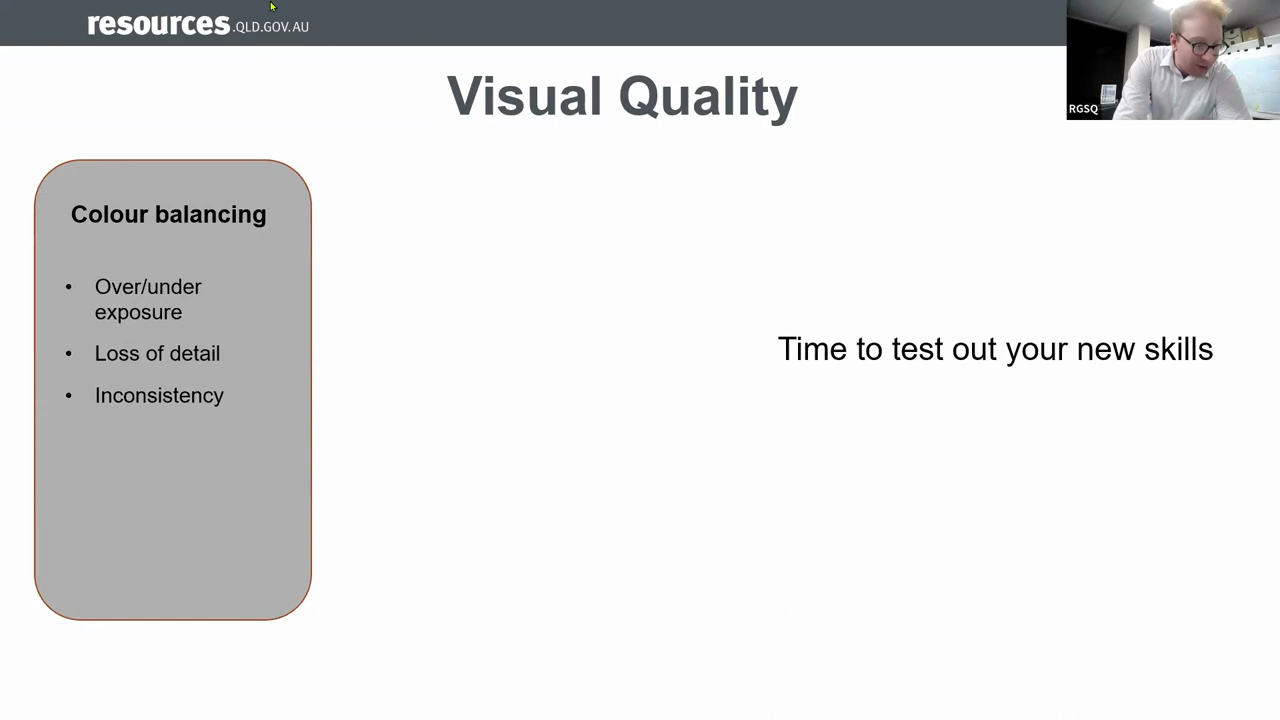 resources.QLD.GOV.AU
RGSQ
Visual Quality
Colour balancing
• Over/under
exposure
• Loss of detail
• Inconsistency
Time to test out your new skills